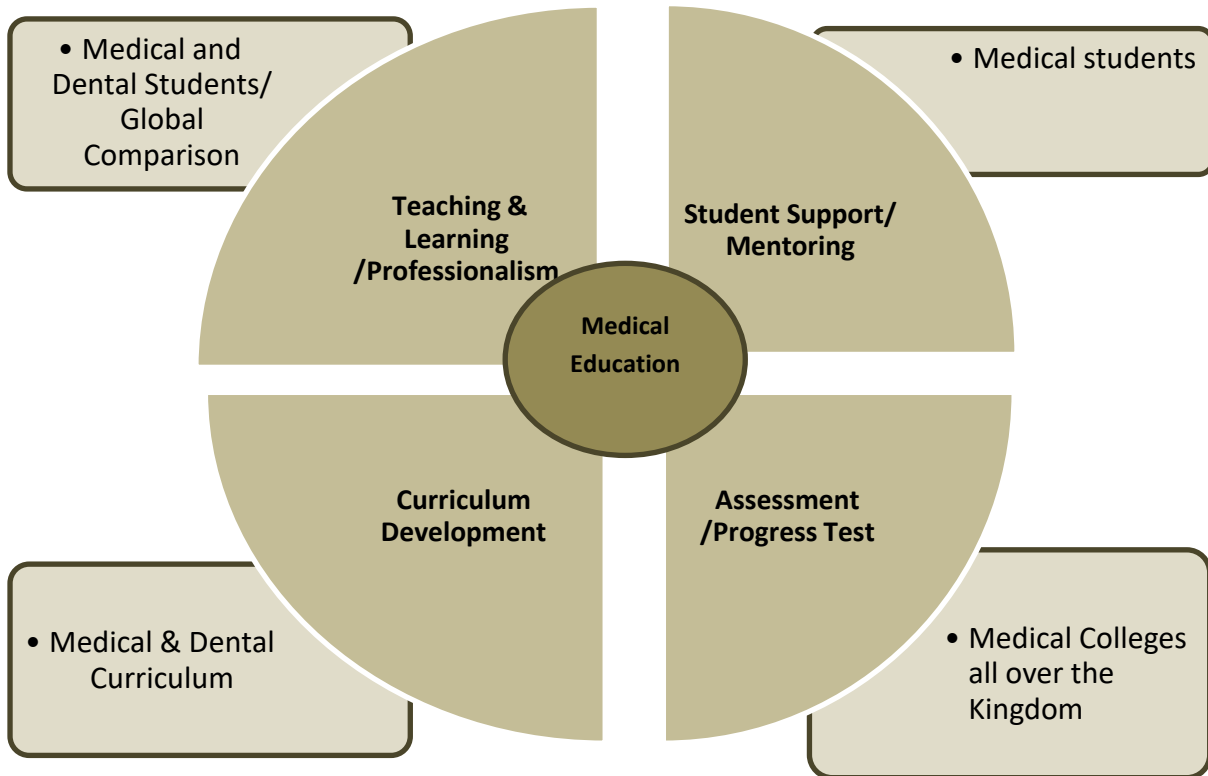 • Medical and
Dental Students/
Global
Comparison
• Medical students
Teaching &
Learning
/Professionalism
Student Support/
Mentoring
Medical
Education
Curriculum
Development
Assessment
/Progress Test
• Medical & Dental
Curriculum
• Medical Colleges
all over the
Kingdom